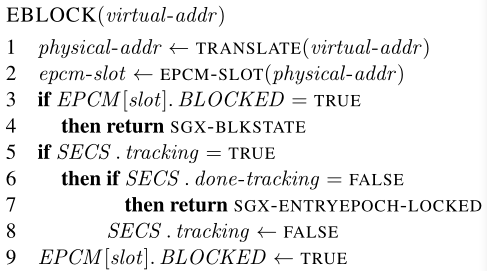 EBLOCK(virtual-addr)
1 physical-addr ← TRANSLATE(virtual-addr)
2 epcm-slot ← EPCM-SLOT(physical-addr)
3 if EPCM[slot]. BLOCKED = TRUE
4 then return SGX-BLKSTATE
5 if SECS . tracking = TRUE
6 then if SECS . done-tracking = FALSE
7 then return SGX-ENTRYEPOCH-LOCKED
8 SECS . tracking ← FALSE
9 EPCM[slot]. BLOCKED ← TRUE